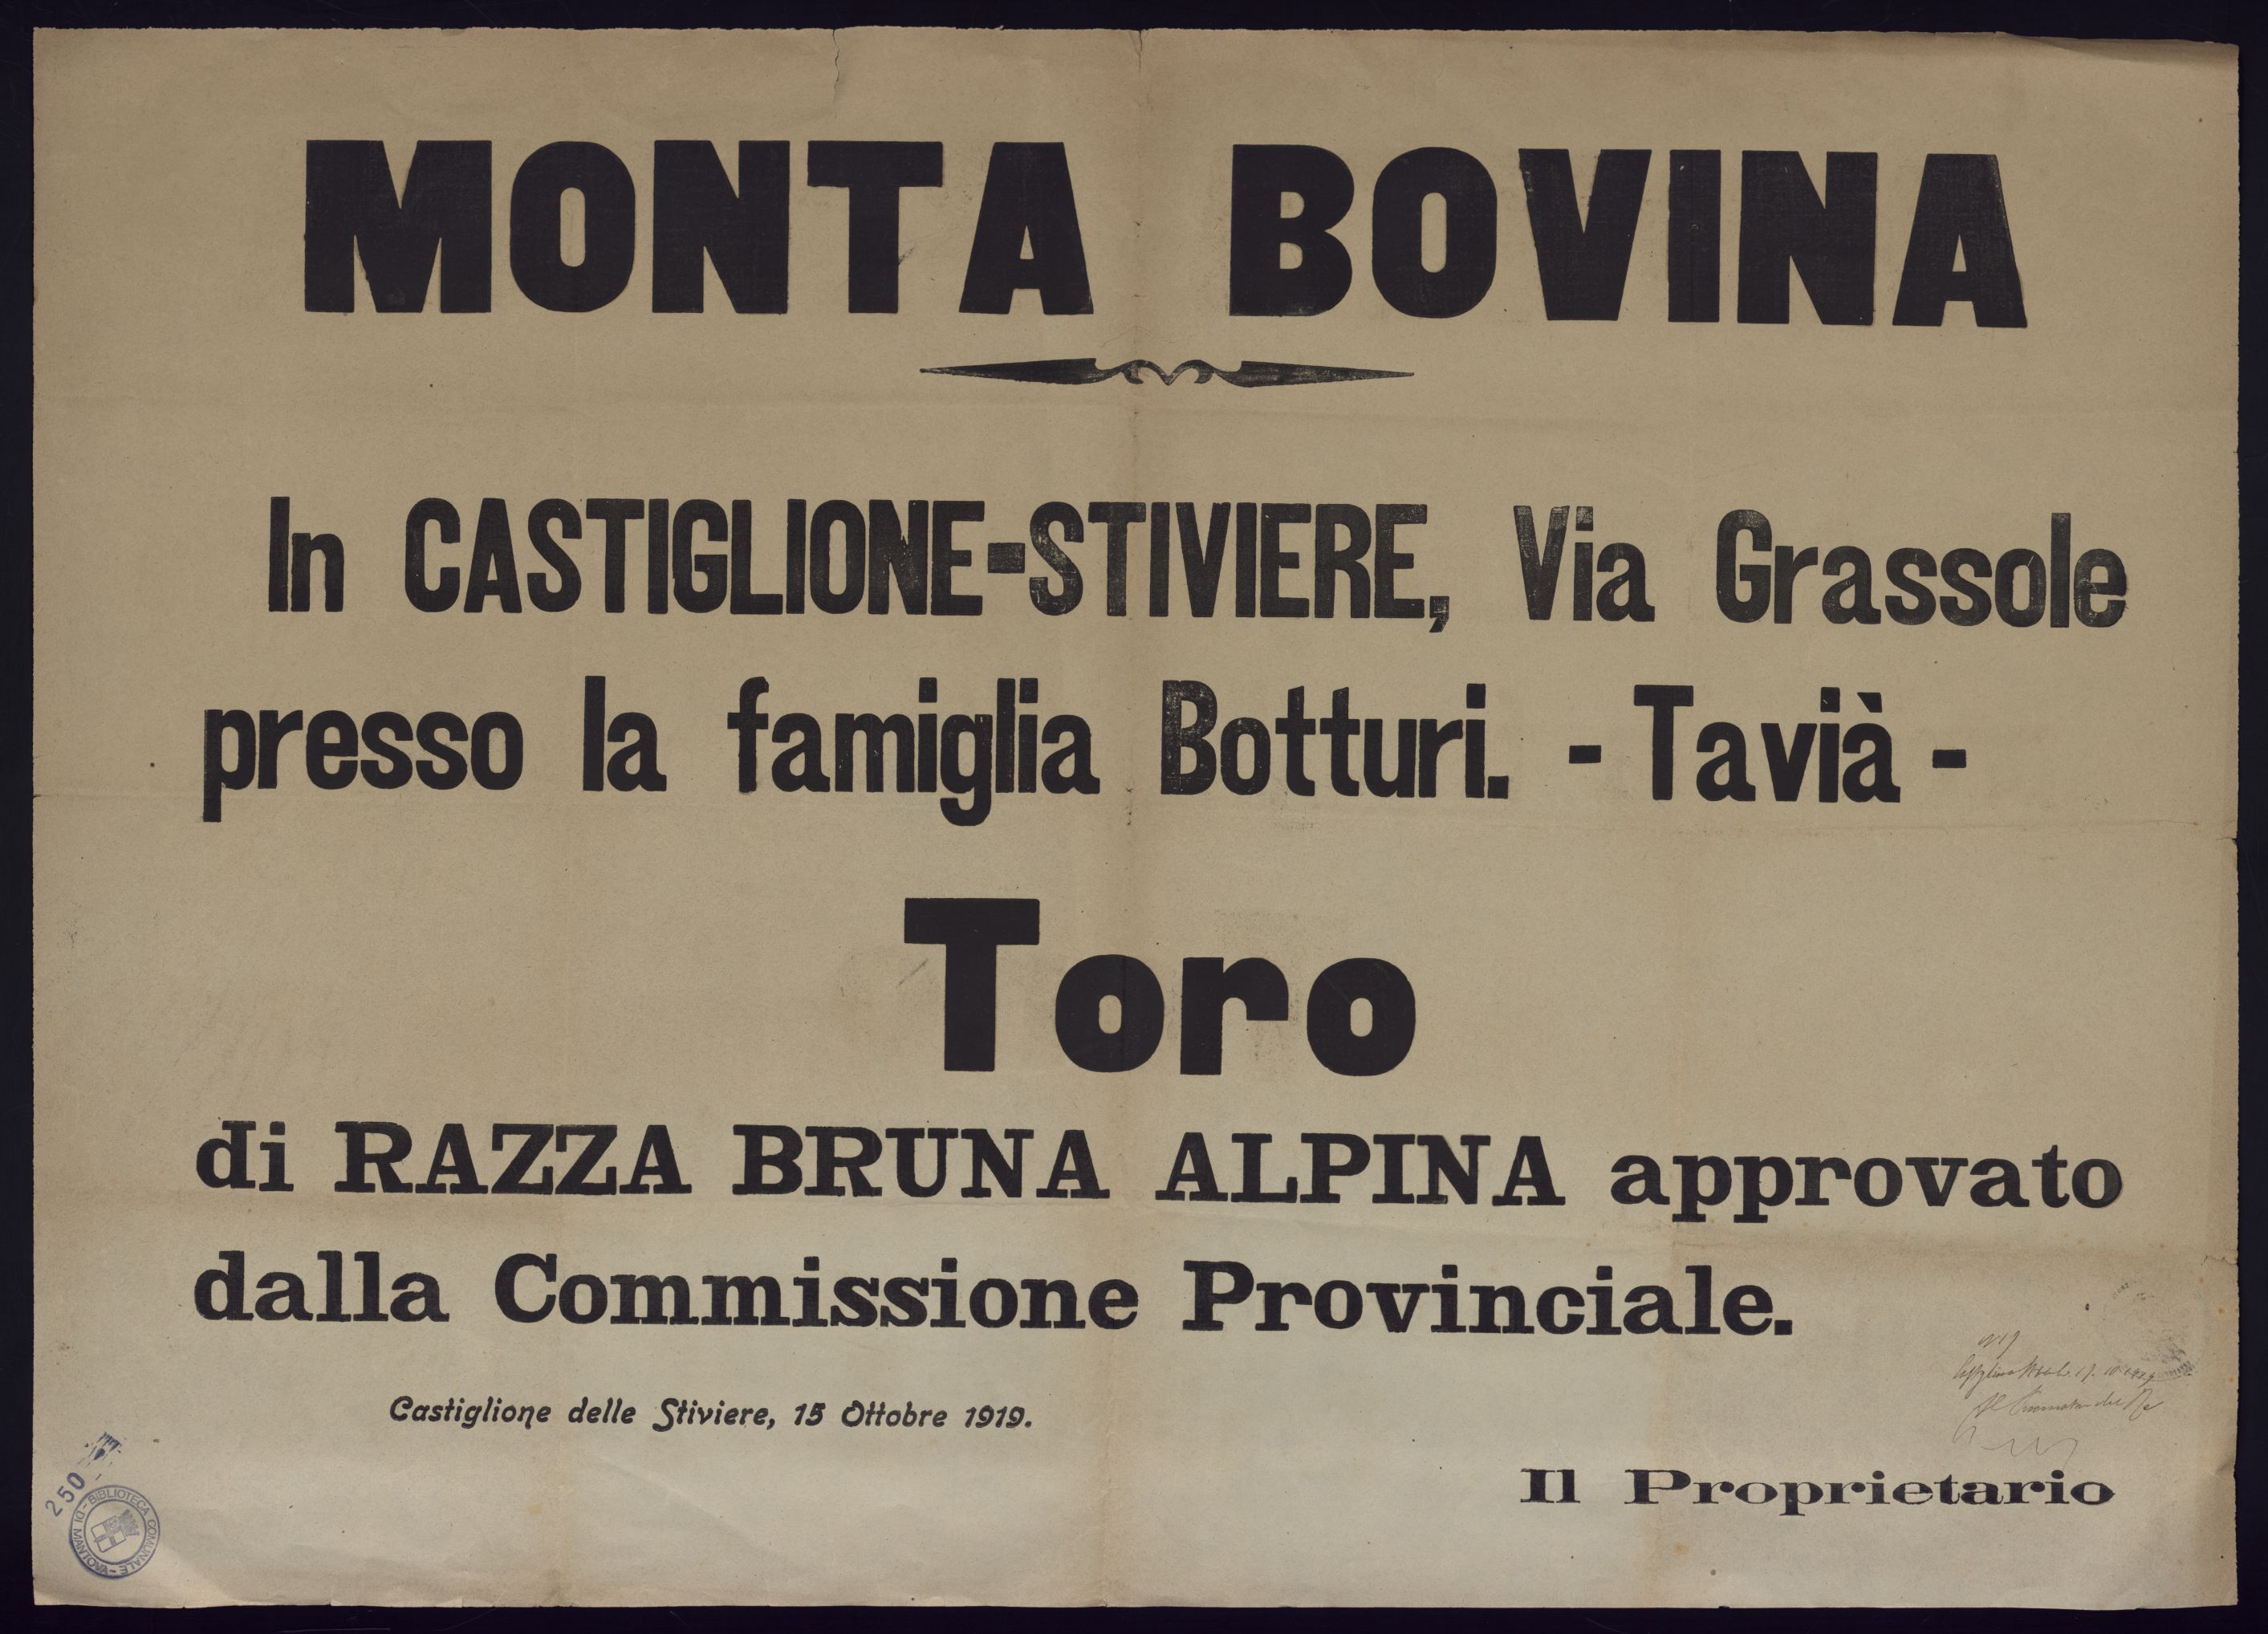 MONTA BOVINA
In CASTIGLIONE-STIVIERE, Via Grassole
presso la famiglia Botturi. - Tavià -
Toro
di RAZZA BRUNA ALPINA approvato
dalla Commissione Provinciale.
Castiglione delle Stiviere, 15 Ottobre 1919.
Il Proprietario
250
BIBLIOTECA COMUNALE - DI MANTOVA -